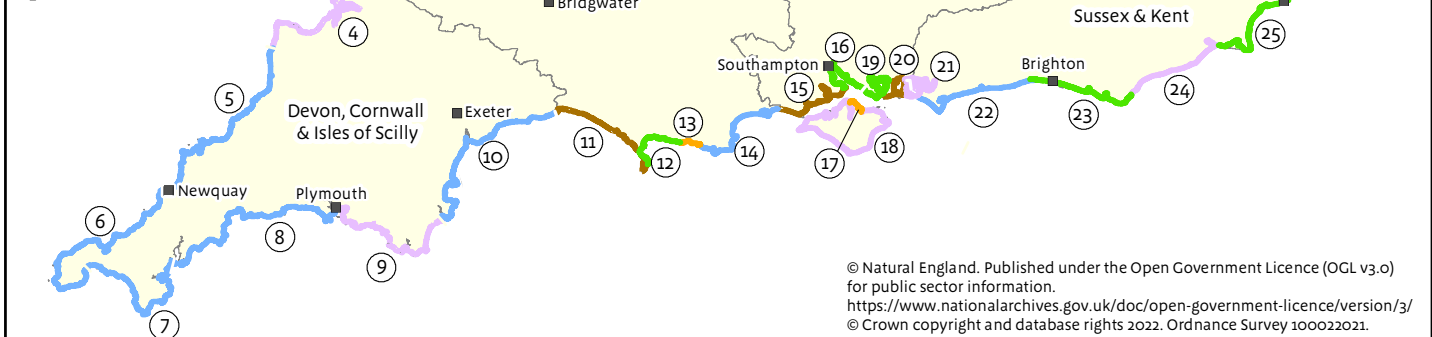 Bridgwater
4
Sussex & Kent
25
16
Southampton
19
20
21
Brighton
15
24
5
Devon, Cornwall
& Isles of Scilly
Exeter
22
23
13
11
10
12
14
17
18
Newquay
Plymouth
6
8
9
7
© Natural England. Published under the Open Government Licence (OGL v3.0)
for public sector information.
https://www.nationalarchives.gov.uk/doc/open-government-licence/version/3/
© Crown copyright and database rights 2022. Ordnance Survey 100022021.